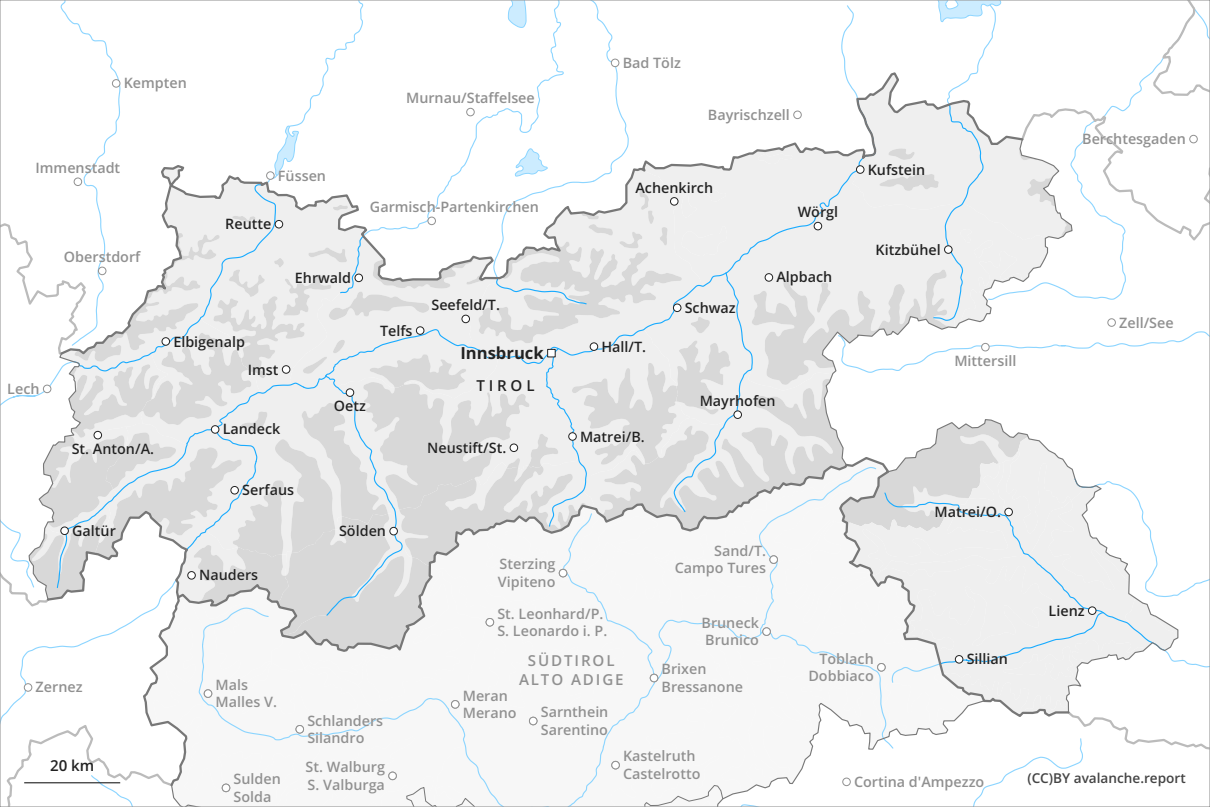 Kempten
Bad Tölz
Murnau/Staffelsee
Bayrischzell
Berchtesgaden
Immenstadt
Füssen
Kufstein
Achenkirch
Garmisch-Partenkirchen
Wörgl
Reutte
Kitzbühel
Oberstdorf
Ehrwald
Alpbach
Seefeld/T.
Schwaz
Zell/See
Telfs
Elbigenalp
Innsbruck
Hall/T.
Mittersill
Imst
TIROL
Lech
Oetz
Mayrhofen
Landeck
Matrei/B.
St. Anton/A.
Neustift/St.
Serfaus
Matrei/O.
Galtür
Sölden
Sterzing
Vipiteno
Sand/T.
Campo Tures
Nauders
Lienz
St. Leonhard/P.
S. Leonardo i. P.
Bruneck
Brunico
SÜDTIROL
ALTO ADIGE
Toblach
Dobbiaco
Sillian
Brixen
Bressanone
Zernez
Mals
Malles V.
Meran
Merano
Sarnthein
Sarentino
Schlanders
Silandro
Kastelruth
Castelrotto
20 km
St. Walburg
S. Valburga
Sulden
Solda
Cortina d'Ampezzo
(CC)BY avalanche.report